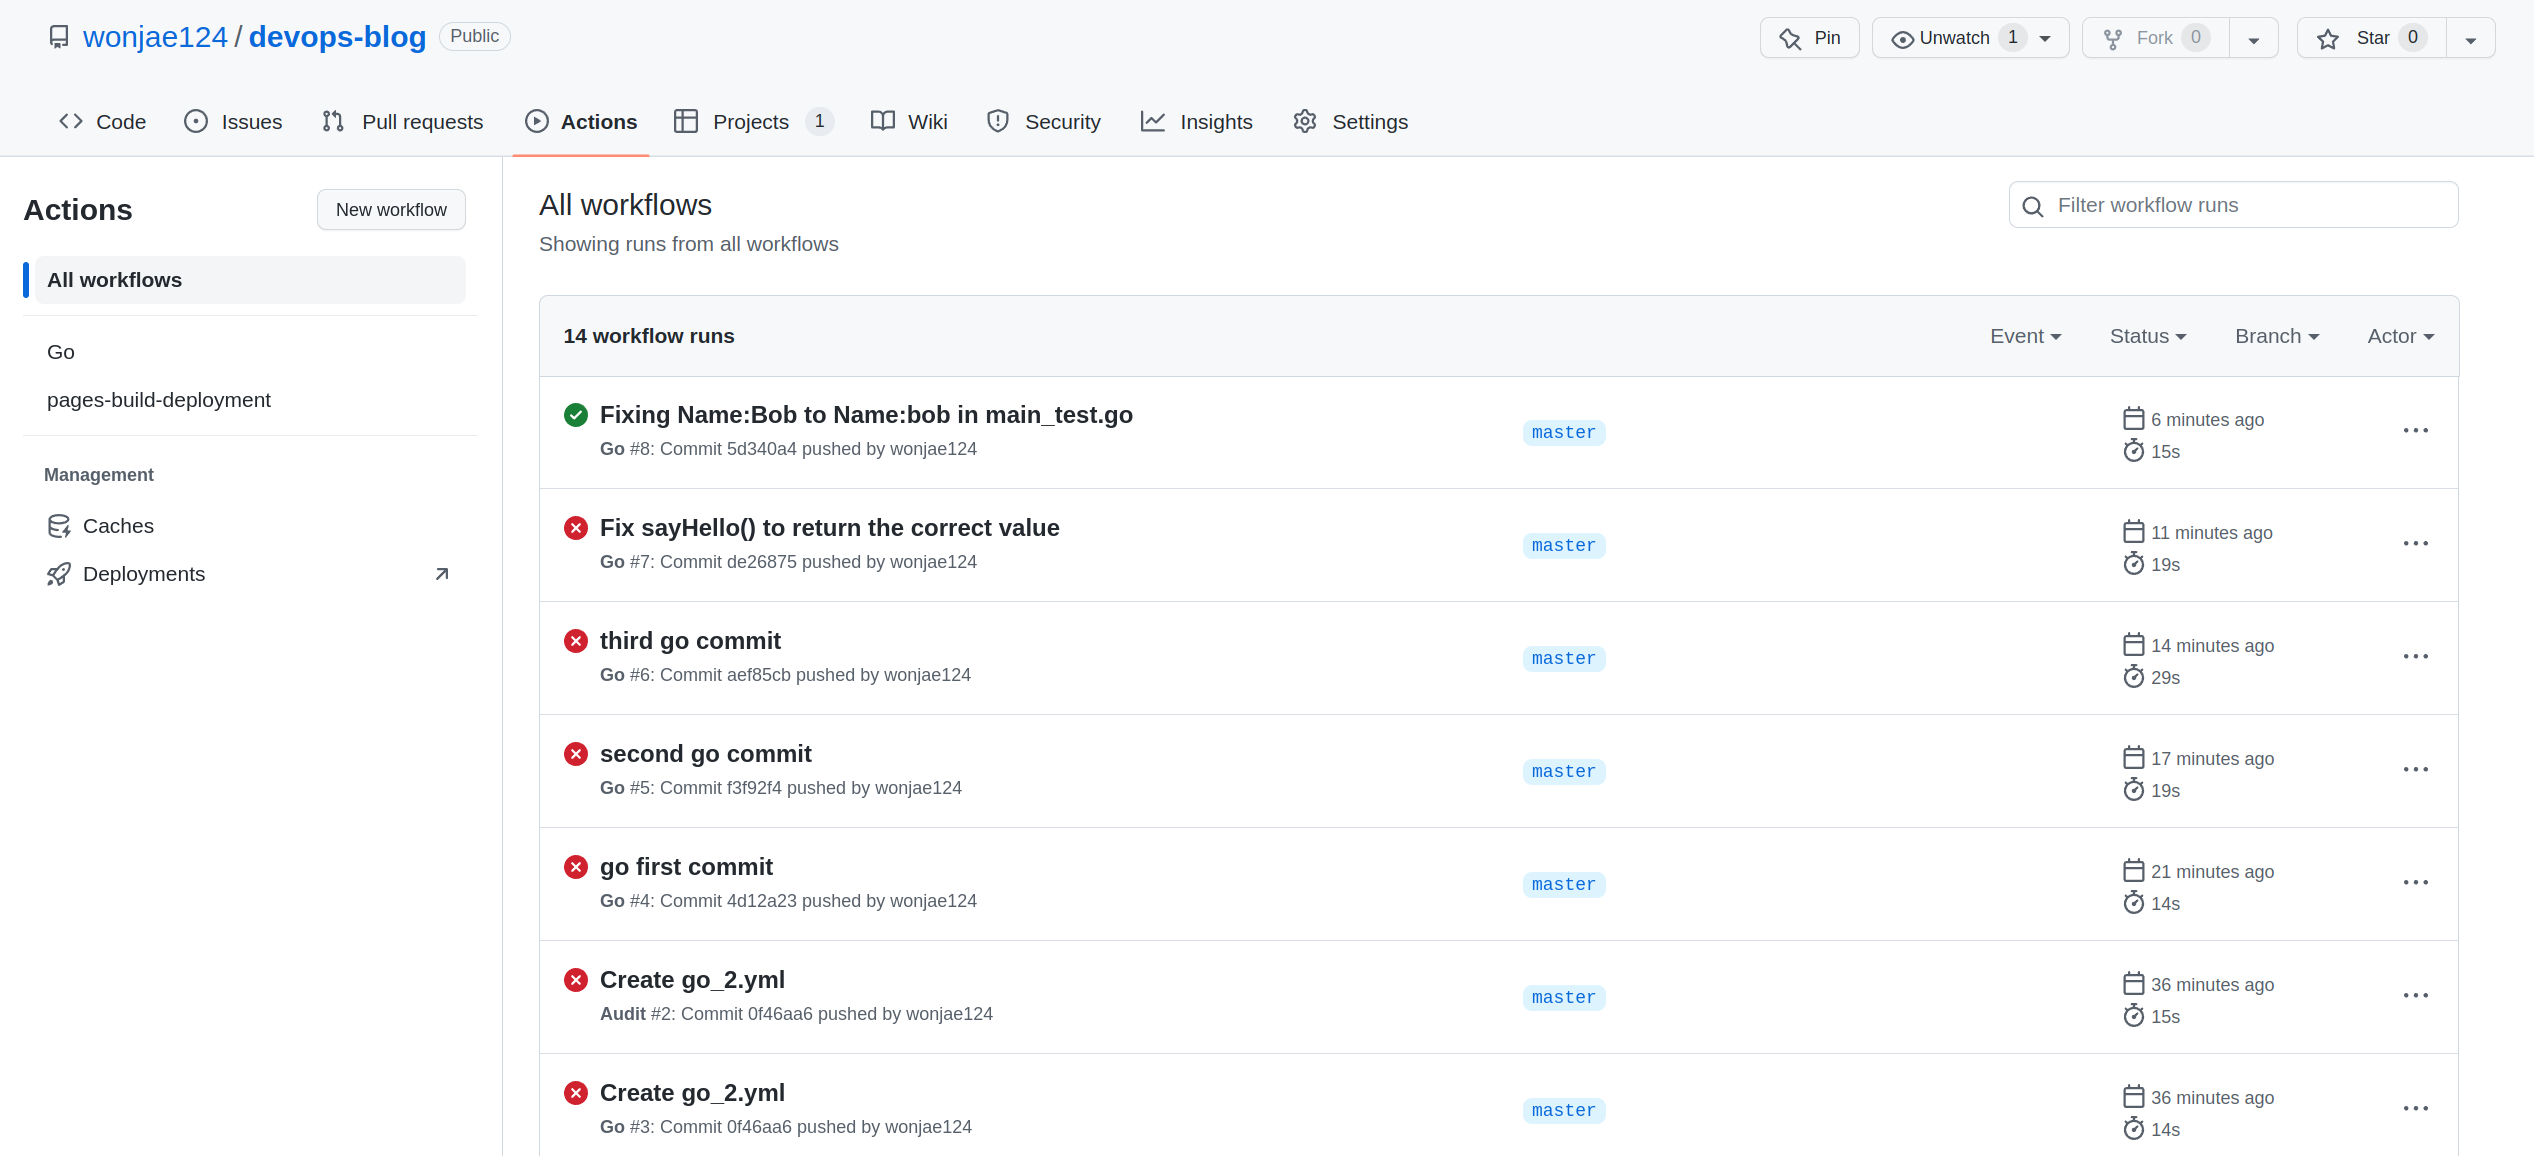 wonjae124 / devops-blog Public
Pin Unwatch 1 Fork 0 Star 0
Code Issues Pull requests Actions Projects 1 Wiki Security Insights Settings
Actions New workflow
All workflows
Go
pages-build-deployment
Management
Caches
Deployments
All workflows
Showing runs from all workflows
Filter workflow runs
14 workflow runs Event Status Branch Actor
Fixing Name:Bob to Name:bob in main_test.go
Go #8: Commit 5d340a4 pushed by wonjae124
master
6 minutes ago
15s
Fix sayHello() to return the correct value
Go #7: Commit de26875 pushed by wonjae124
master
11 minutes ago
19s
third go commit
Go #6: Commit aef85cb pushed by wonjae124
master
14 minutes ago
29s
second go commit
Go #5: Commit f3f92f4 pushed by wonjae124
master
17 minutes ago
19s
go first commit
Go #4: Commit 4d12a23 pushed by wonjae124
master
21 minutes ago
14s
Create go_2.yml
Audit #2: Commit 0f46aa6 pushed by wonjae124
master
36 minutes ago
15s
Create go_2.yml
Go #3: Commit 0f46aa6 pushed by wonjae124
master
36 minutes ago
14s